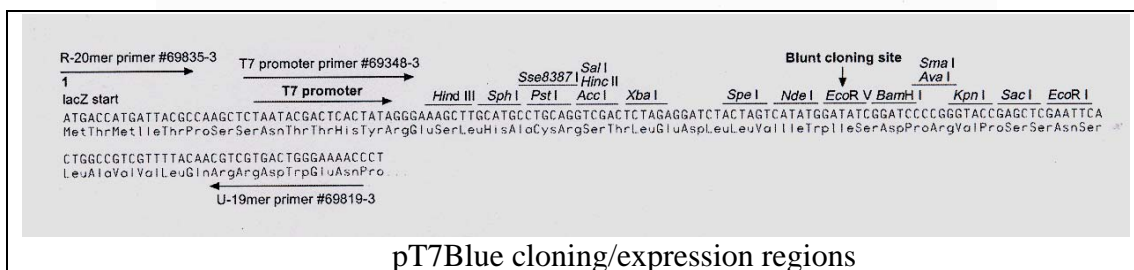 R-20mer primer #69835-3
T7 promoter primer #69348-3
Blunt cloning site
Sal I
Sma I
Sse8387 I
Hinc II
Ava I
1
lacZ start
T7 promoter
Hind III
Sph I
Pst I
Acc I
Xba I
Spe I
Nde I
EcoR V
BamH I
Kpn I
Sac I
EcoR I
ATGACCATGATTACGCCAAGCTCTAATACGACTCACTATAGGGAAAGCTTGCATGCCTGCAGGTCGACTCTAGAGGATCTACTAGTCATATGGATATCGGATCCCCGGGTACCGAGCTCGAATTCA
MetThrMetIleThrProSerSerAsnThrThrHisTyrArgGluSerLeuHisAlaCysArgSerThrLeuGluAspLeuLeuValIleTrpIleSerAspProArgValProSerSerAsnSer
CTGGCCGTCGTTTTACAACGTCGTGACTGGGAAAACCCT
LeuAlaValValLeuGlnArgArgAspTrpGluAsnPro...
U-19mer primer #69819-3
pT7Blue cloning/expression regions